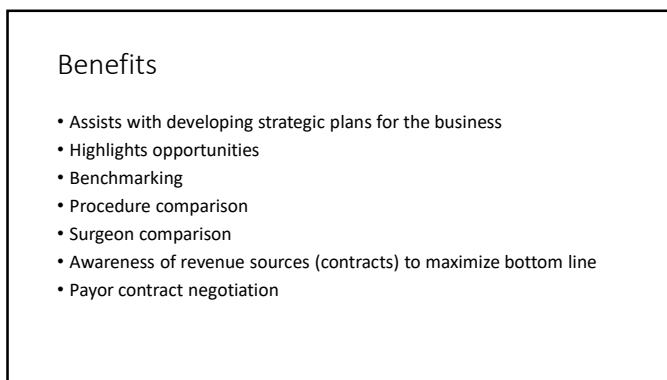 Benefits
• Assists with developing strategic plans for the business
• Highlights opportunities
• Benchmarking
• Procedure comparison
• Surgeon comparison
• Awareness of revenue sources (contracts) to maximize bottom line
• Payor contract negotiation